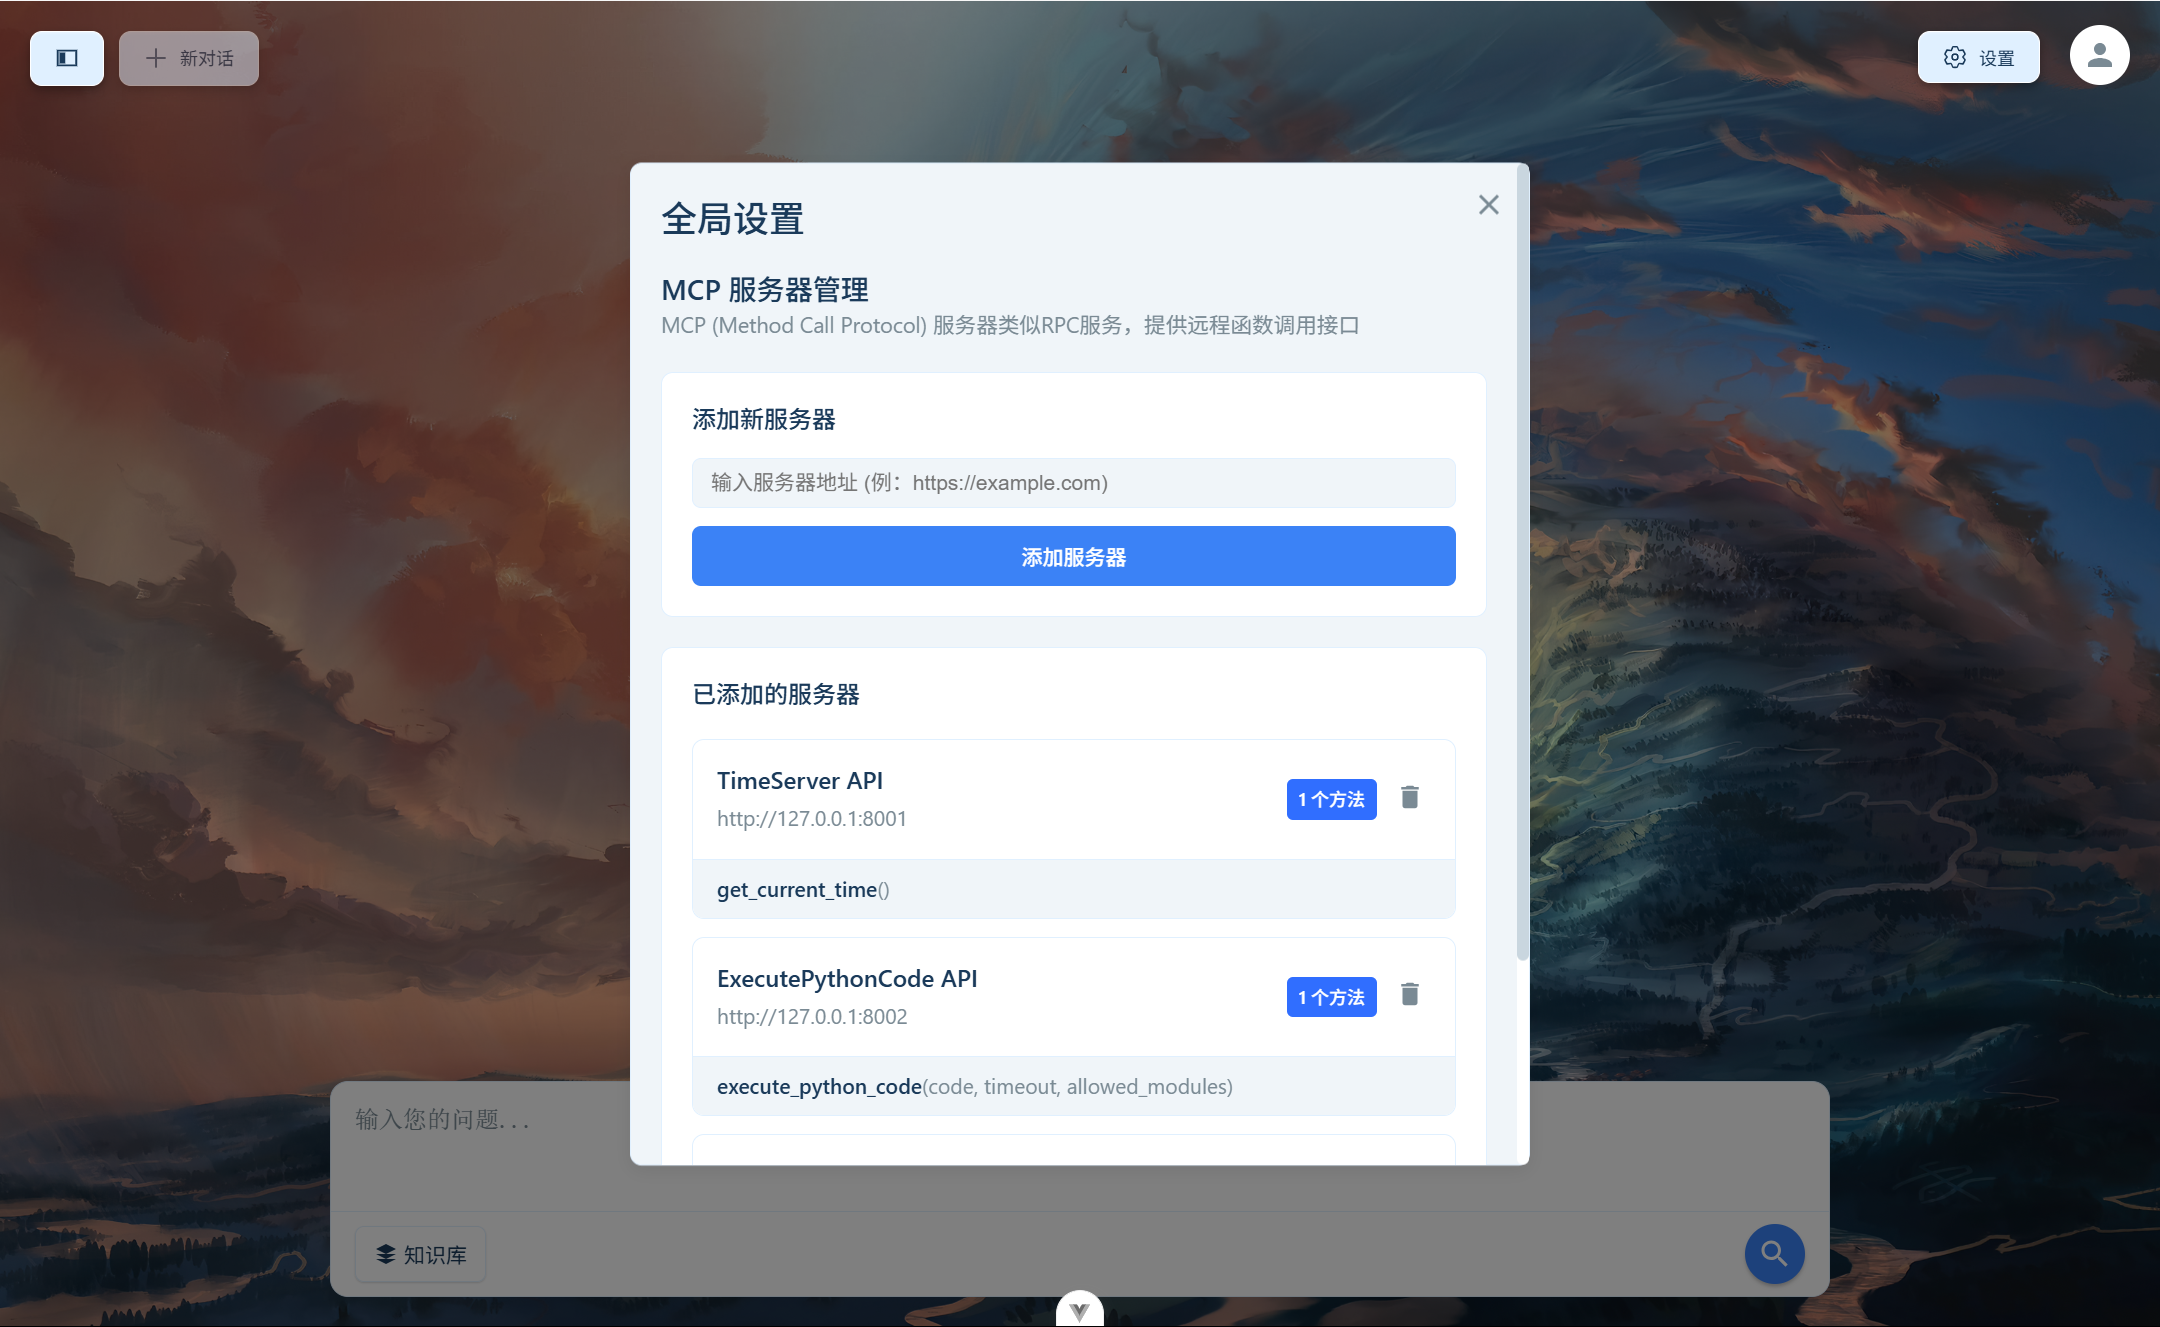 新对话
设置
全局设置
MCP 服务器管理
MCP (Method Call Protocol) 服务器类似RPC服务，提供远程函数调用接口
添加新服务器
输入服务器地址 (例：https://example.com)
添加服务器
已添加的服务器
TimeServer API
http://127.0.0.1:8001
1 个方法
get_current_time()
ExecutePythonCode API
http://127.0.0.1:8002
1 个方法
execute_python_code(code, timeout, allowed_modules)
输入您的问题...
知识库